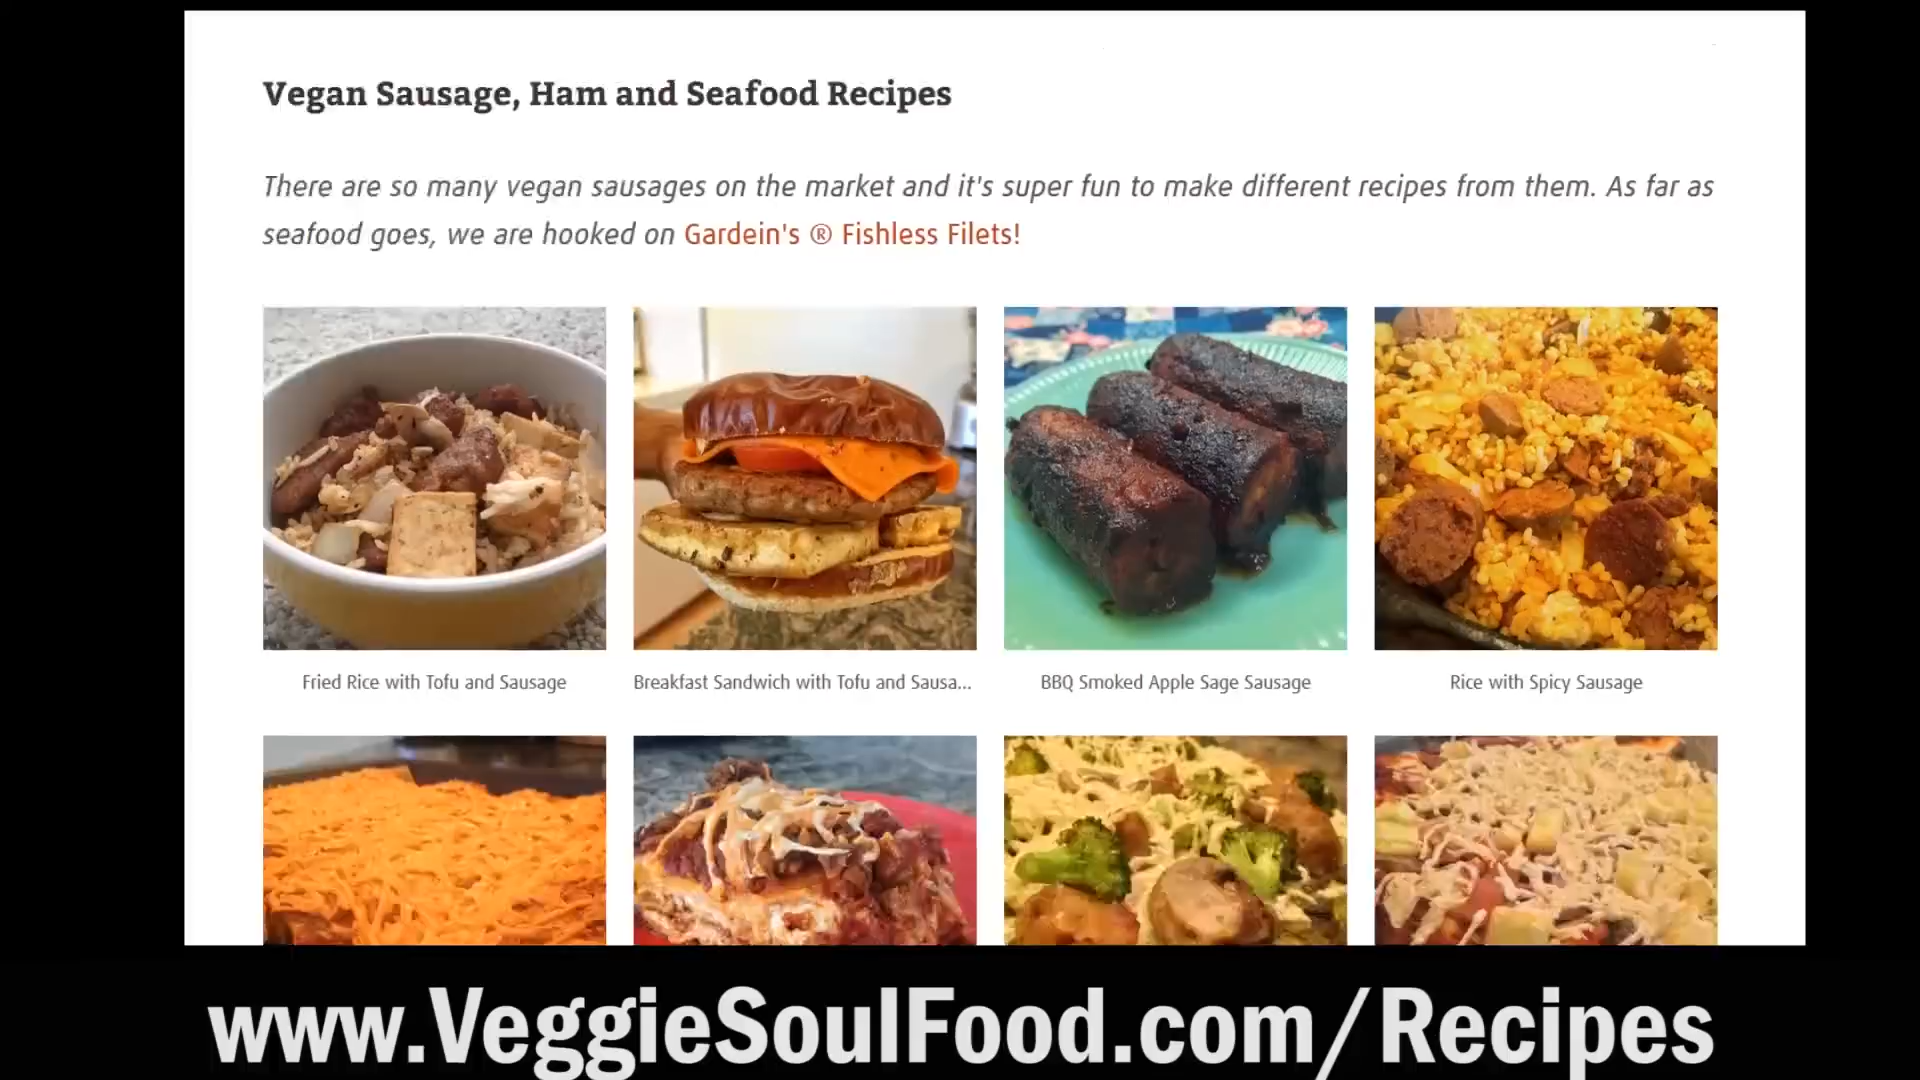 Vegan Sausage, Ham and Seafood Recipes
There are so many vegan sausages on the market and it's super fun to make different recipes from them. As far as
seafood goes, we are hooked on Gardein's ® Fishless Filets!
Fried Rice with Tofu and Sausage
Breakfast Sandwich with Tofu and Sausa...
BBQ Smoked Apple Sage Sausage
Rice with Spicy Sausage
www.VeggieSoulFood.com/Recipes